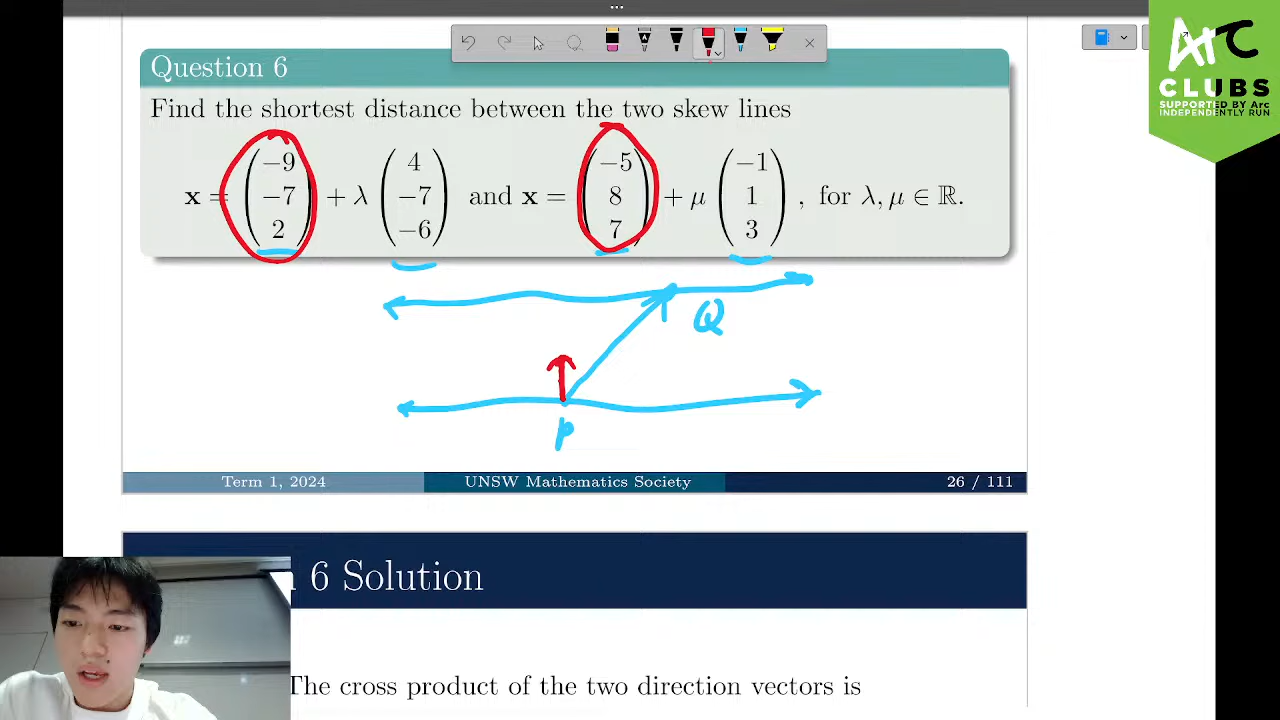 Arc
CLUBS
SUPPORTED BY Arc
INDEPENDENTLY RUN
Question 6
Find the shortest distance between the two skew lines
x = (−9 −7 2) + λ (4 −7 −6) and x = (−5 8 7) + μ (−1 1 3), for λ, μ ∈ ℝ.
Q
P
Term 1, 2024 UNSW Mathematics Society 26 / 111
6 Solution
The cross product of the two direction vectors is